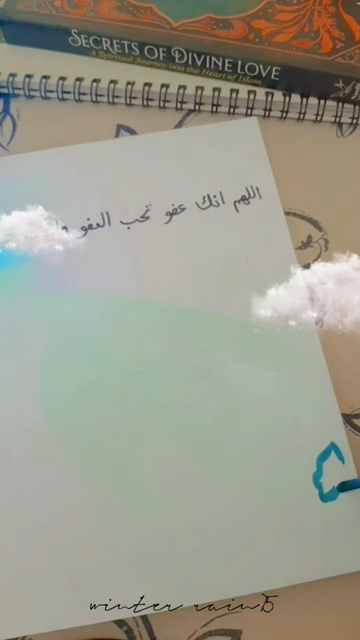 SECRETS OF DIVINE LOVE
A Spiritual Journey into the Heart of Islam
اللهم انك عفو تحب العفو
winter rain